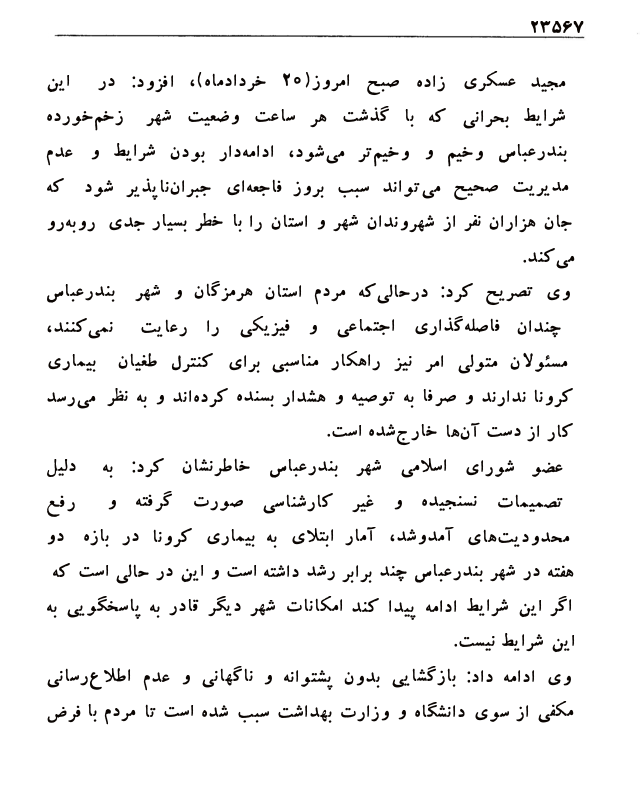 ۲۳۵۶۷
مجید عسکری زاده صبح امروز(۲۰ خردادماه)، افزود: در این
شرایط بحرانی که با گذشت هر ساعت وضعیت شهر زخم‌خورده
بندرعباس وخیم و وخیم‌تر می‌شود، ادامه‌دار بودن شرایط و عدم
مدیریت صحیح می‌تواند سبب بروز فاجعه‌ای جبران‌ناپذیر شود که
جان هزاران نفر از شهروندان شهر و استان را با خطر بسیار جدی روبه‌رو
می‌کند.
وی تصریح کرد: درحالی‌که مردم استان هرمزگان و شهر بندرعباس
چندان فاصله‌گذاری اجتماعی و فیزیکی را رعایت نمی‌کنند،
مسئولان متولی امر نیز راهکار مناسبی برای کنترل طغیان بیماری
کرونا ندارند و صرفا به توصیه و هشدار بسنده کرده‌اند و به نظر می‌رسد
کار از دست آن‌ها خارج‌شده است.
عضو شورای اسلامی شهر بندرعباس خاطرنشان کرد: به دلیل
تصمیمات نسنجیده و غیر کارشناسی صورت گرفته و رفع
محدودیت‌های آمدوشد، آمار ابتلای به بیماری کرونا در بازه دو
هفته در شهر بندرعباس چند برابر رشد داشته است و این در حالی است که
اگر این شرایط ادامه پیدا کند امکانات شهر دیگر قادر به پاسخگویی به
این شرایط نیست.
وی ادامه داد: بازگشایی بدون پشتوانه و ناگهانی و عدم اطلاع‌رسانی
مکفی از سوی دانشگاه و وزارت بهداشت سبب شده است تا مردم با فرض